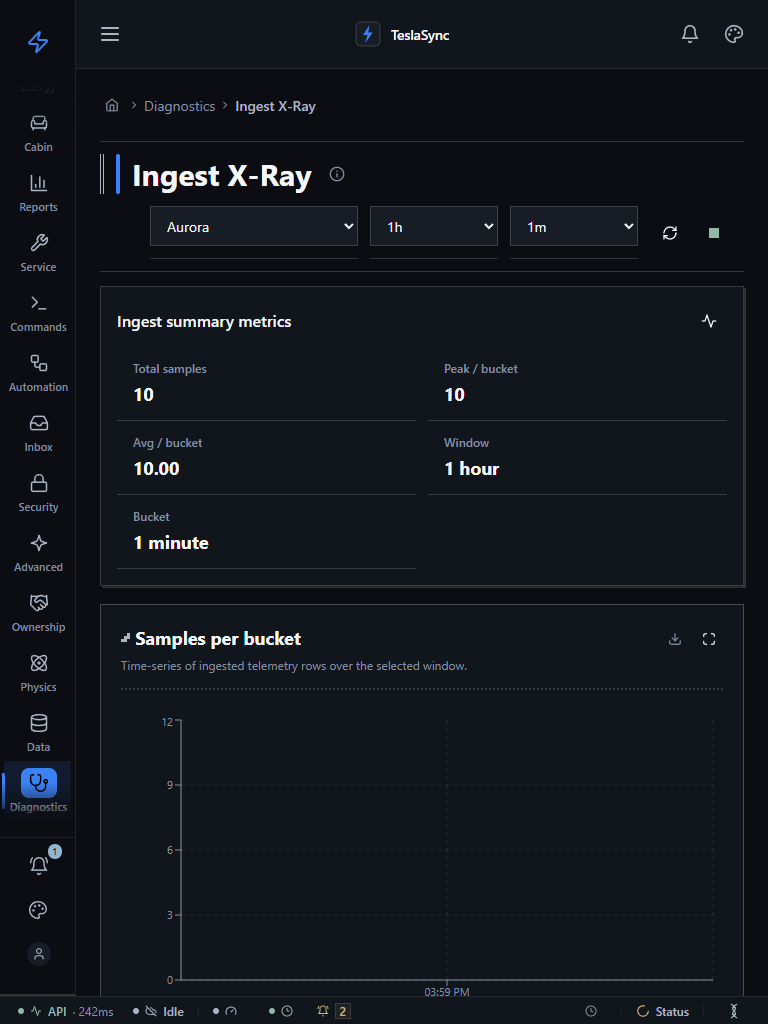 TeslaSync
Energy
Cabin
Reports
Service
Commands
Automation
Inbox
Security
Advanced
Ownership
Physics
Data
Diagnostics
1
Diagnostics
Ingest X-Ray
Ingest X-Ray
Aurora
1h
1m
Ingest summary metrics
Total samples
10
Peak / bucket
10
Avg / bucket
10.00
Window
1 hour
Bucket
1 minute
Samples per bucket
Time-series of ingested telemetry rows over the selected window.
12
9
6
3
0
03:59 PM
API · 242ms
Idle
2
Status